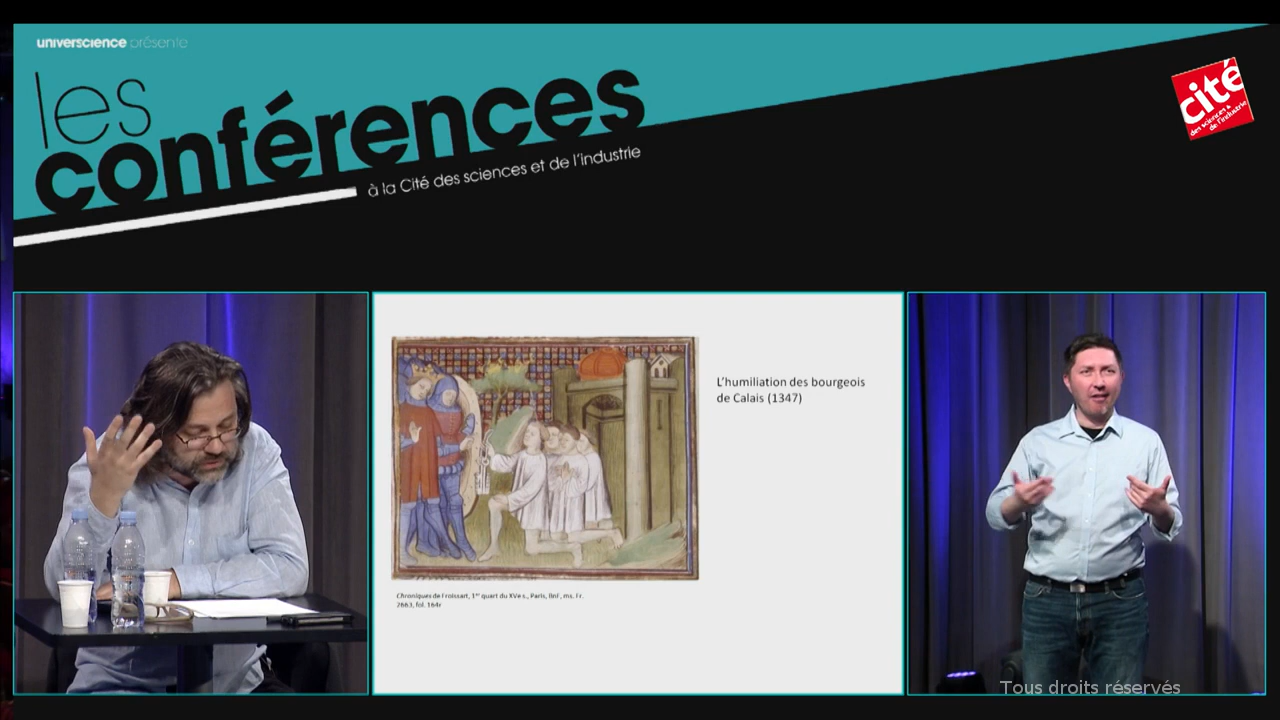 universcience présente
les
conférences
à la Cité des sciences et de l'industrie
cité
des sciences &
de l'industrie
L'humiliation des bourgeois
de Calais (1347)
Chroniques de Froissart, 1er quart du XVe s., Paris, BnF, ms. Fr.
2663, fol. 164r
Tous droits réservés